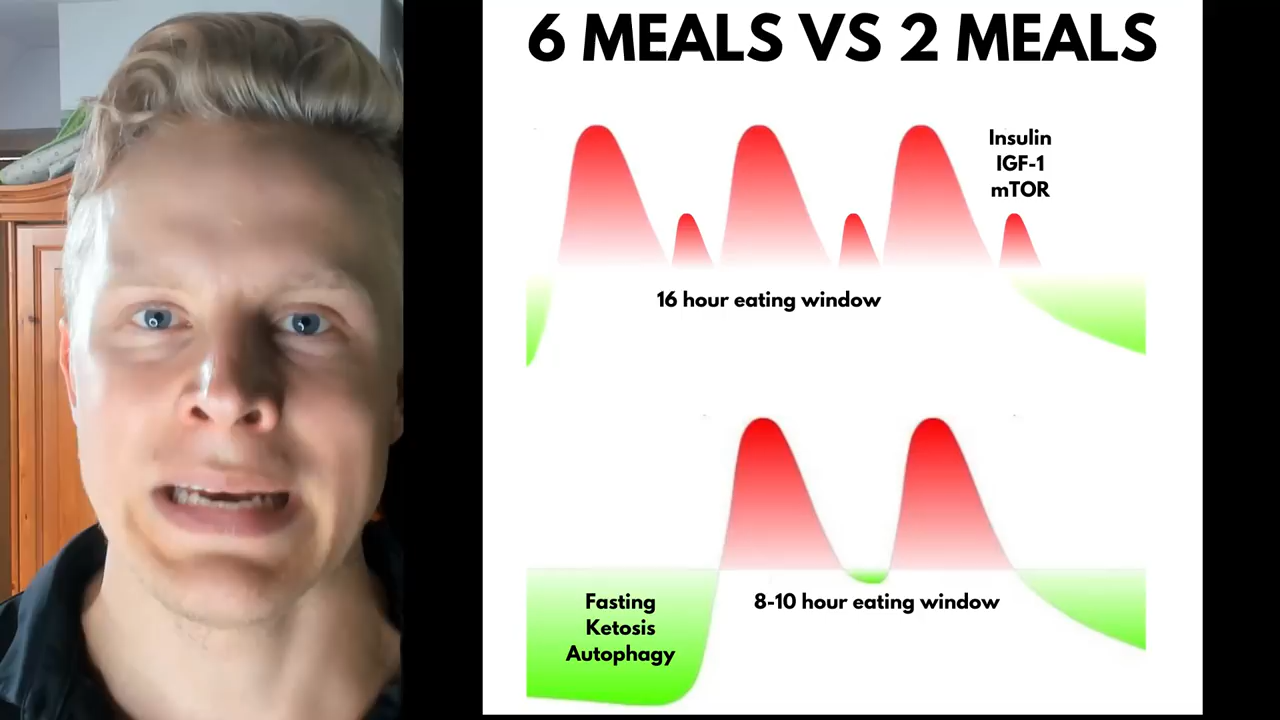 6 MEALS VS 2 MEALS
Insulin
IGF-1
mTOR
16 hour eating window
Fasting
Ketosis
Autophagy
8-10 hour eating window